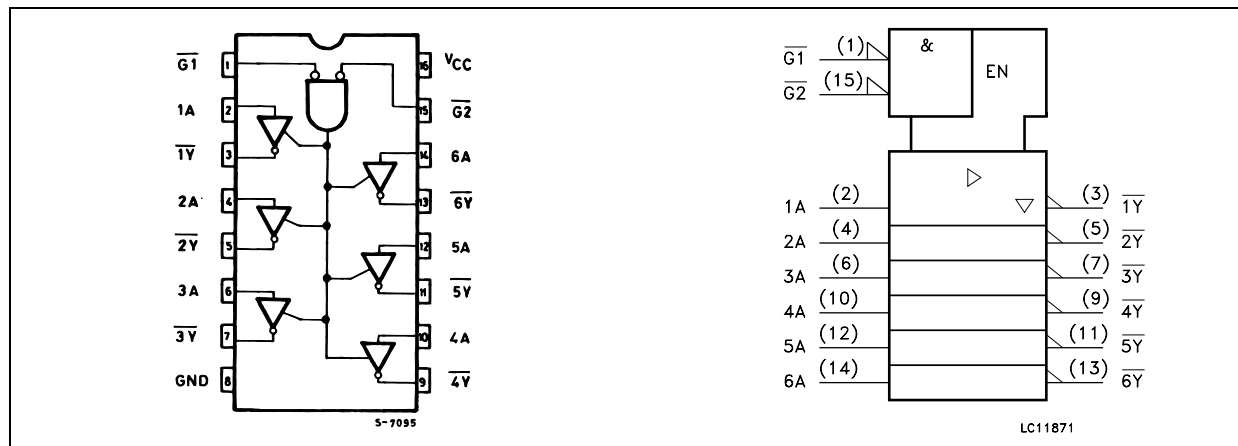 G1 1 16 VCC
1A 2 15 G2
1Y 3 14 6A
2A 4 13 6Y
2Y 5 12 5A
3A 6 11 5Y
3Y 7 10 4A
GND 8 9 4Y
S-7095
G1 (1) & EN
G2 (15)
1A (2) (3) 1Y
2A (4) (5) 2Y
3A (6) (7) 3Y
4A (10) (9) 4Y
5A (12) (11) 5Y
6A (14) (13) 6Y
LC11871